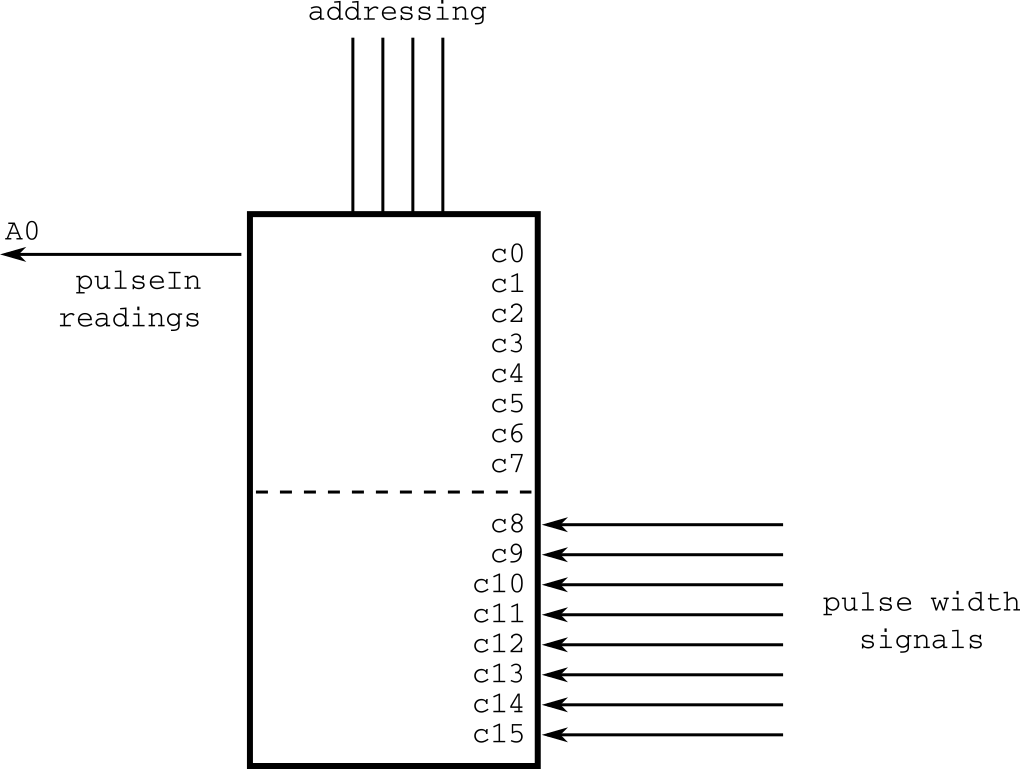 addressing
A0
pulseIn
readings
c0
c1
c2
c3
c4
c5
c6
c7
c8
c9
c10
c11
c12
c13
c14
c15
pulse width
signals